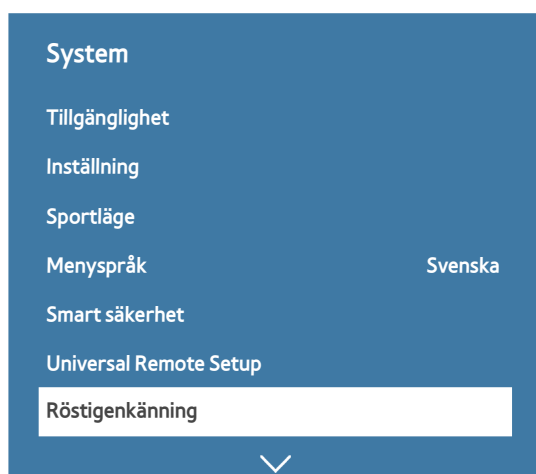 System
Tillgänglighet
Inställning
Sportläge
Menyspråk Svenska
Smart säkerhet
Universal Remote Setup
Röstigenkänning